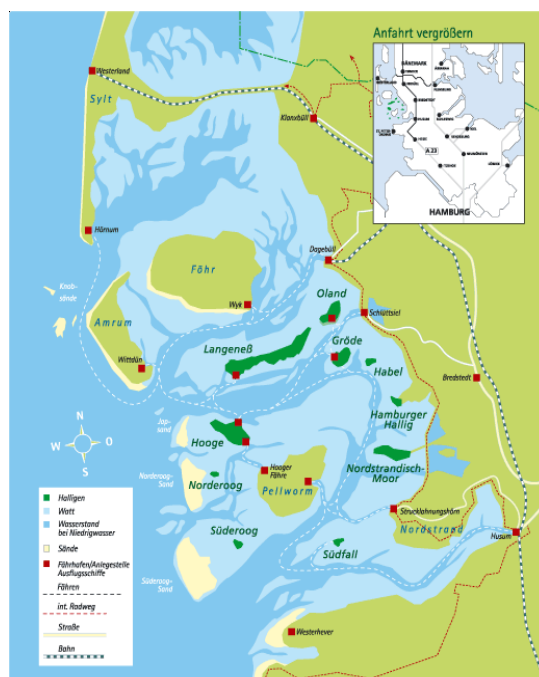 Anfahrt vergrößern
DÄNEMARK
A 23
HAMBURG
Westerland
Sylt
Klanxbüll
Hörnum
Föhr
Dagebüll
Knob-
sände
Wyk
Oland
Amrum
Schlüttsiel
Langeneß
Gröde
Wittdün
Habel
Bredstedt
Hamburger
Hallig
Jap-
sand
Hooge
N
W
O
S
Hooger
Fähre
Nordstrandisch-
Moor
Norderoog-
Sand
Norderoog
Pellworm
Strucklahnungshörn
Nordstrand
Husum
Süderoog
Südfall
Süderoog-
Sand
Westerhever
Halligen
Watt
Wasserstand
bei Niedrigwasser
Sände
Fährhafen/Anlegestelle
Ausflugsschiffe
Fähren
int. Radweg
Straße
Bahn